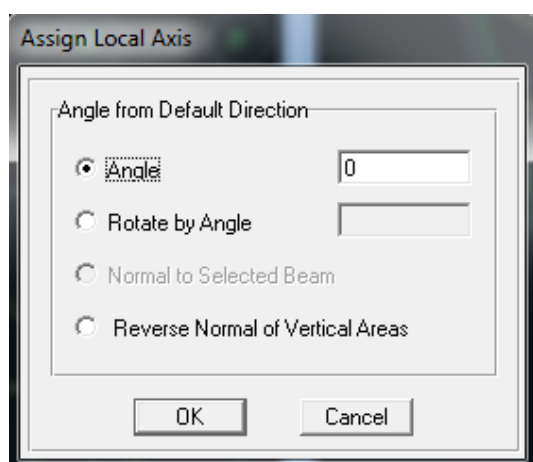 Assign Local Axis
Angle from Default Direction
Angle
0
Rotate by Angle
Normal to Selected Beam
Reverse Normal of Vertical Areas
OK
Cancel